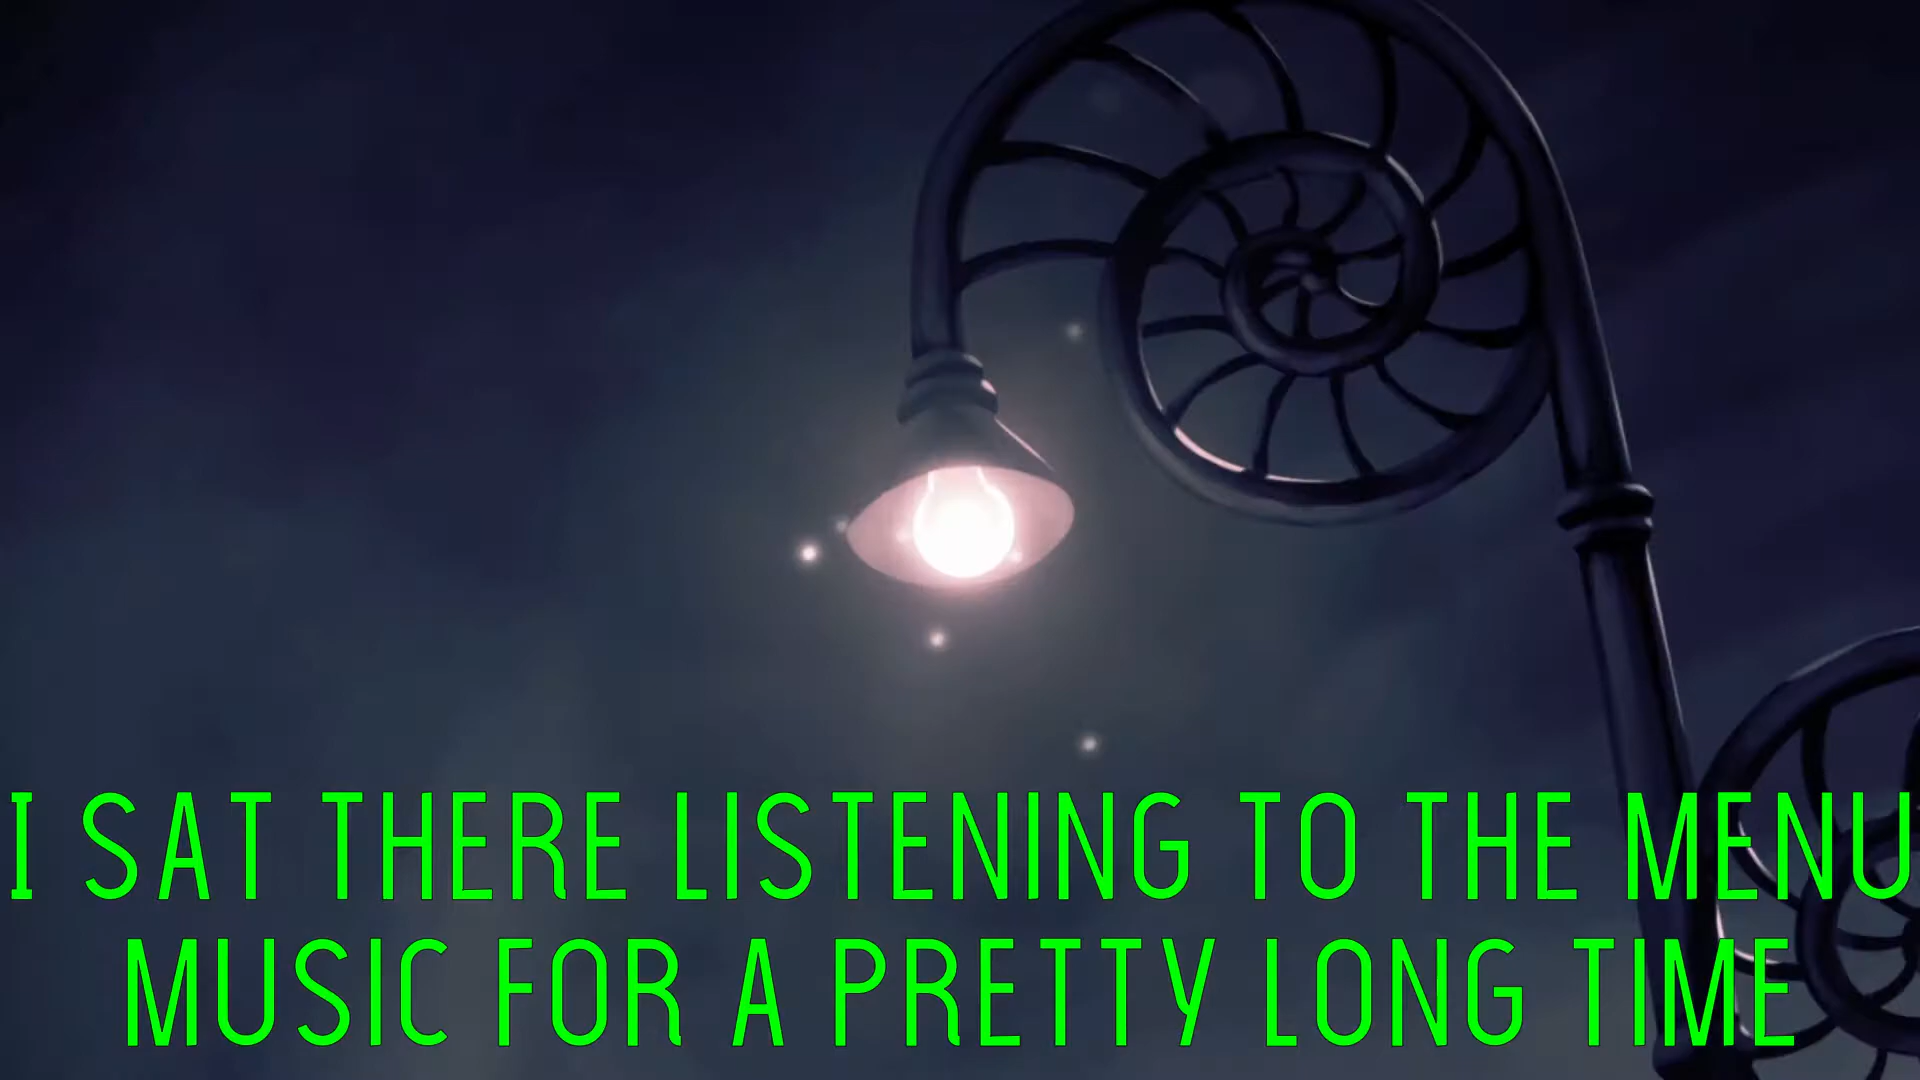 I SAT THERE LISTENING TO THE MENU
MUSIC FOR A PRETTY LONG TIME